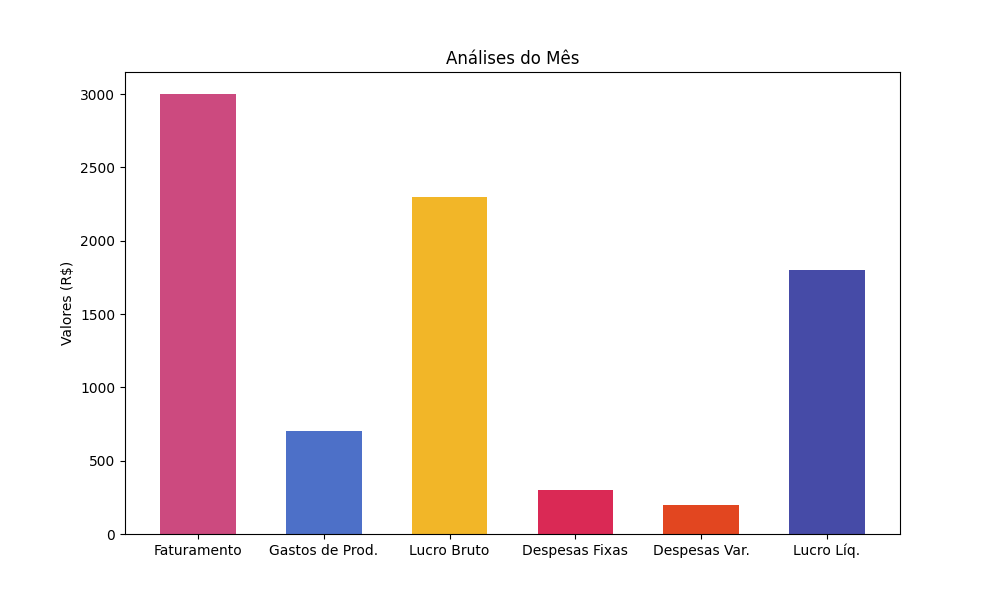 Análises do Mês
Valores (R$)
3000
2500
2000
1500
1000
500
0
Faturamento
Gastos de Prod.
Lucro Bruto
Despesas Fixas
Despesas Var.
Lucro Líq.